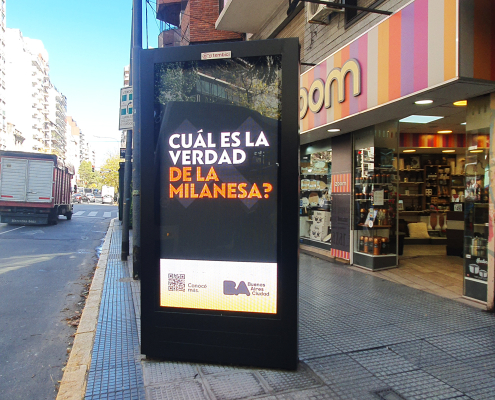 CUÁL ES LA
VERDAD
DE LA
MILANESA?
Conocé
más
BA
Buenos
Aires
Ciudad
oom